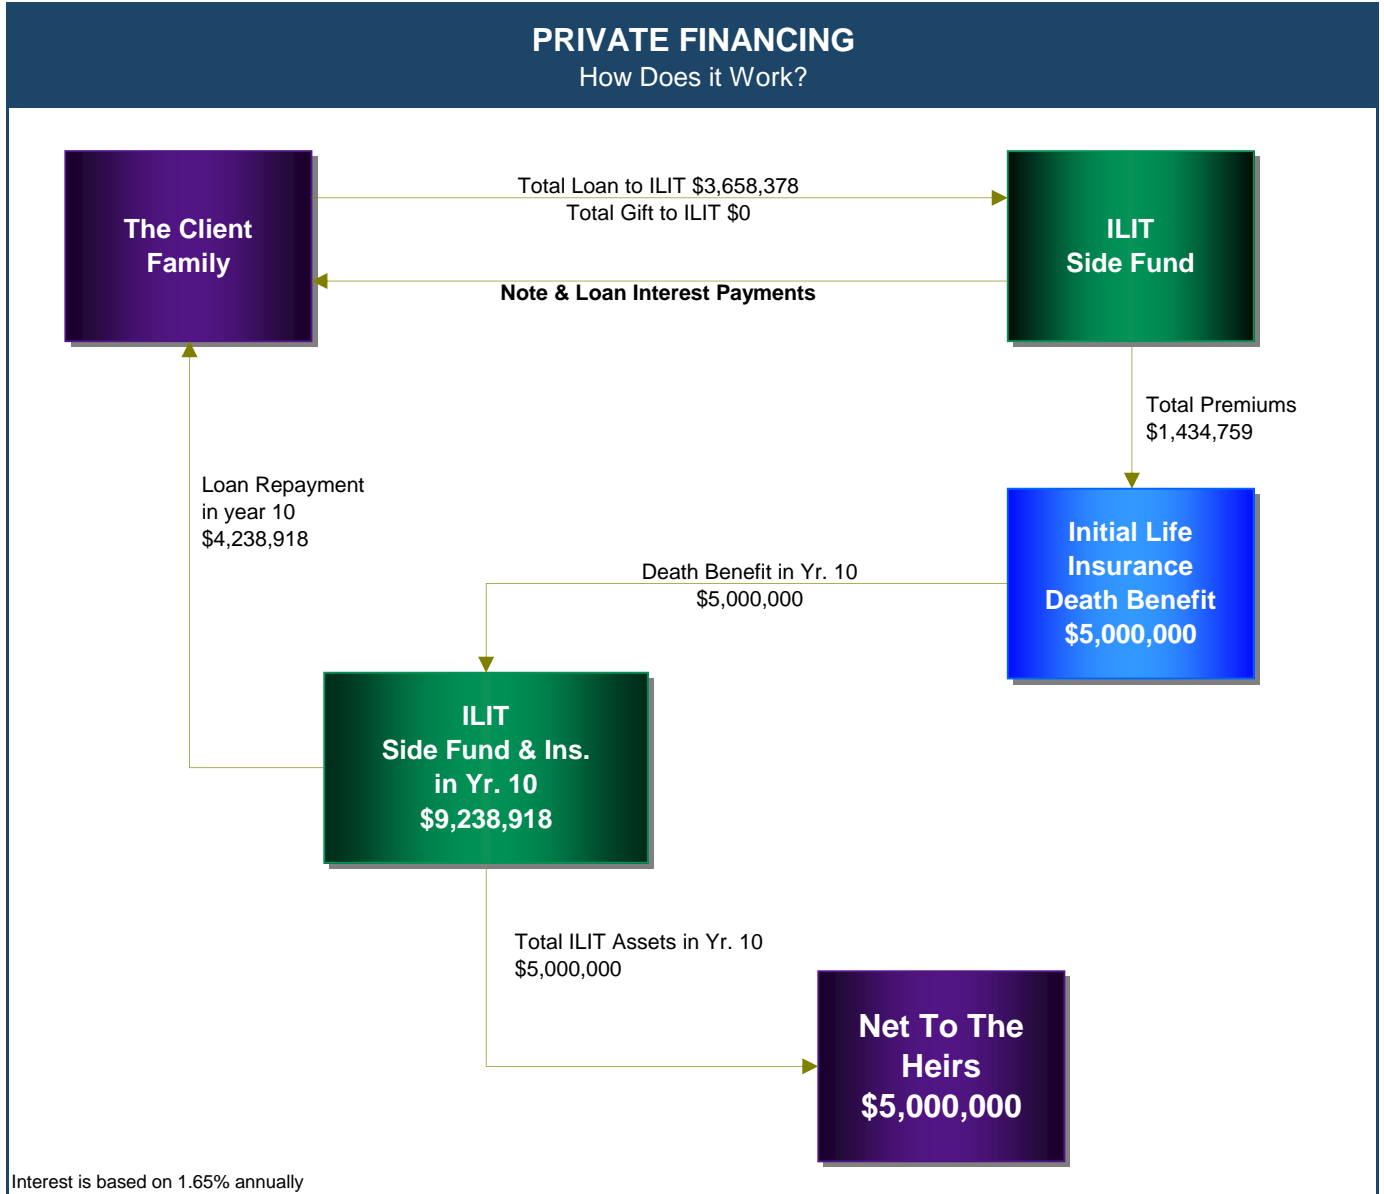 PRIVATE FINANCING
How Does it Work?
The Client
Family
Total Loan to ILIT $3,658,378
Total Gift to ILIT $0
ILIT
Side Fund
Note & Loan Interest Payments
Total Premiums
$1,434,759
Loan Repayment
in year 10
$4,238,918
Initial Life
Insurance
Death Benefit
$5,000,000
Death Benefit in Yr. 10
$5,000,000
ILIT
Side Fund & Ins.
in Yr. 10
$9,238,918
Total ILIT Assets in Yr. 10
$5,000,000
Net To The
Heirs
$5,000,000
Interest is based on 1.65% annually